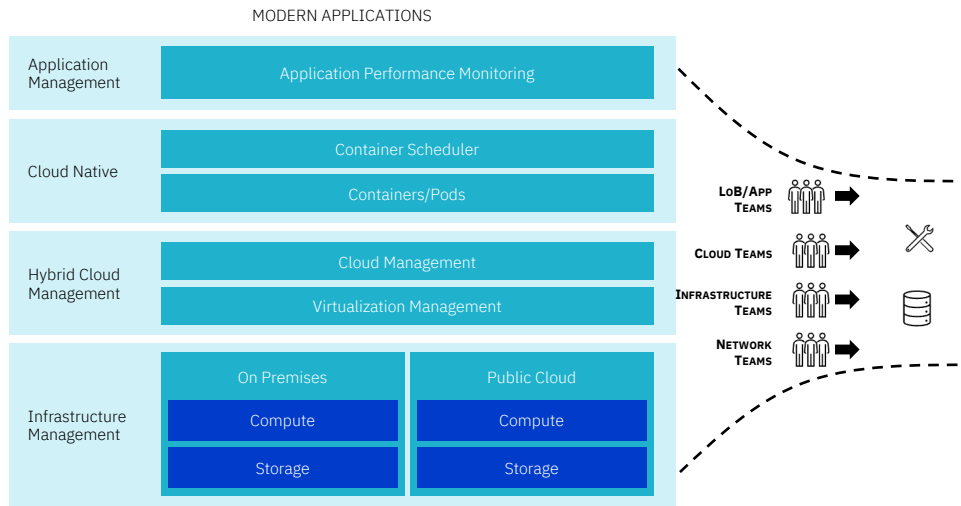 MODERN APPLICATIONS
Application
Management
Application Performance Monitoring
Cloud Native
Container Scheduler
Containers/Pods
Hybrid Cloud
Management
Cloud Management
Virtualization Management
Infrastructure
Management
On Premises
Compute
Storage
Public Cloud
Compute
Storage
LoB/App
Teams
Cloud Teams
Infrastructure
Teams
Network
Teams